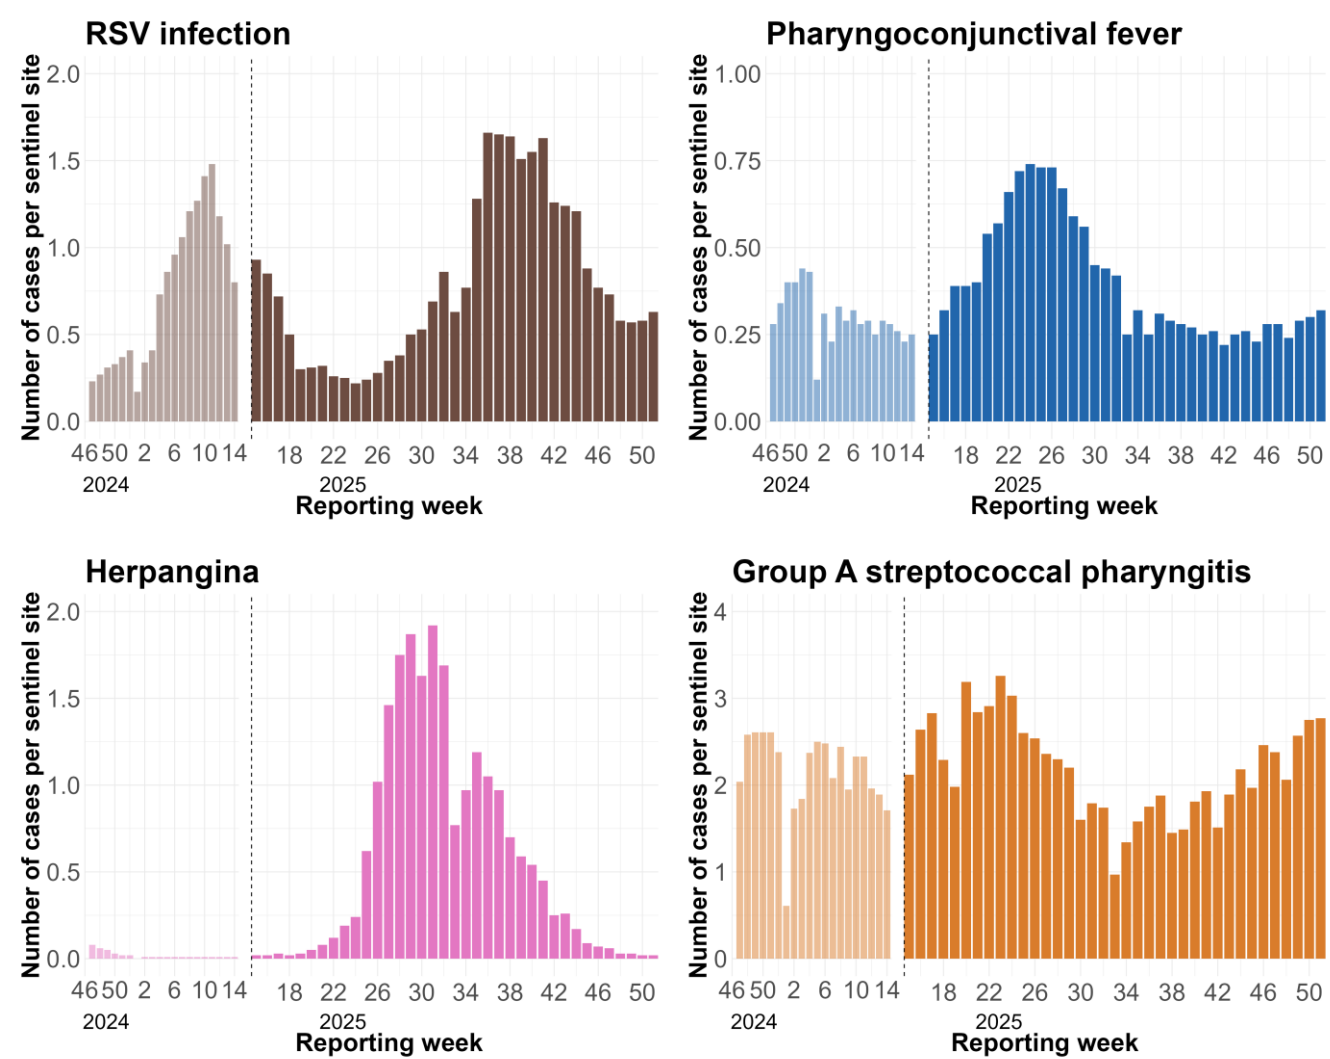 RSV infection
Number of cases per sentinel site
2.0
1.5
1.0
0.5
0.0
46 50 2 6 10 14 18 22 26 30 34 38 42 46 50
2024 2025
Reporting week
Pharyngoconjunctival fever
Number of cases per sentinel site
1.00
0.75
0.50
0.25
0.00
46 50 2 6 10 14 18 22 26 30 34 38 42 46 50
2024 2025
Reporting week
Herpangina
Number of cases per sentinel site
2.0
1.5
1.0
0.5
0.0
46 50 2 6 10 14 18 22 26 30 34 38 42 46 50
2024 2025
Reporting week
Group A streptococcal pharyngitis
Number of cases per sentinel site
4
3
2
1
0
46 50 2 6 10 14 18 22 26 30 34 38 42 46 50
2024 2025
Reporting week